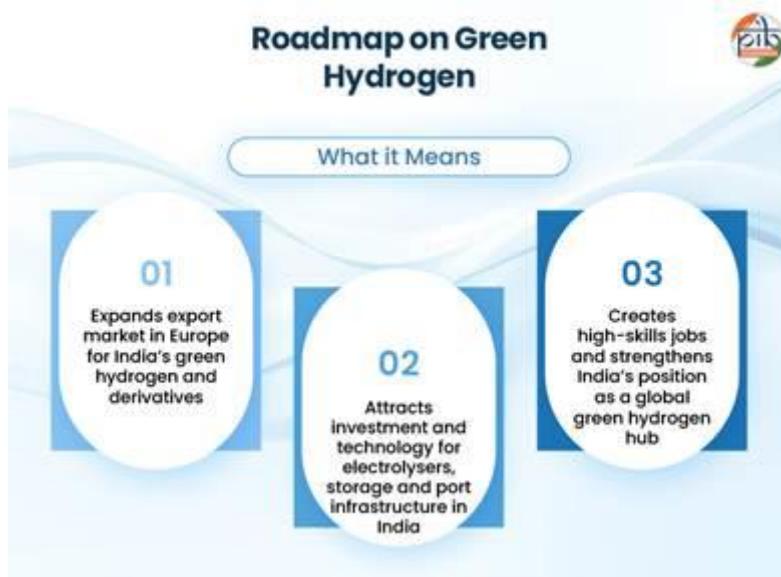 Roadmap on Green
Hydrogen
pib
What it Means
01
Expands export
market in Europe
for India's green
hydrogen and
derivatives
02
Attracts
investment and
technology for
electrolysers,
storage and port
infrastructure in
India
03
Creates
high-skills jobs
and strengthens
India's position
as a global
green hydrogen
hub